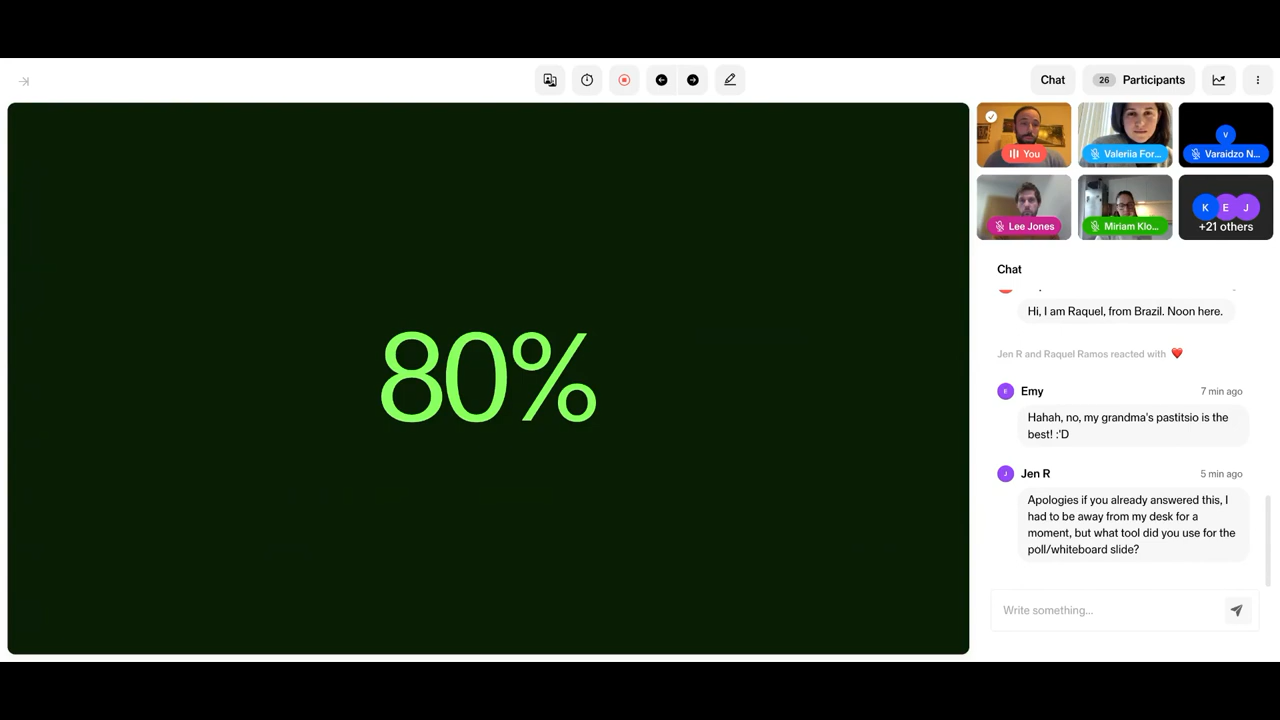 Chat
26 Participants
80%
You
Valeriia For...
V
Varaidzo N...
Lee Jones
Miriam Klo...
K E J
+21 others
Chat
Hi, I am Raquel, from Brazil. Noon here.
Jen R and Raquel Ramos reacted with ❤️
E
Emy 7 min ago
Hahah, no, my grandma's pastitsio is the
best! :'D
J
Jen R 5 min ago
Apologies if you already answered this, I
had to be away from my desk for a
moment, but what tool did you use for the
poll/whiteboard slide?
Write something...